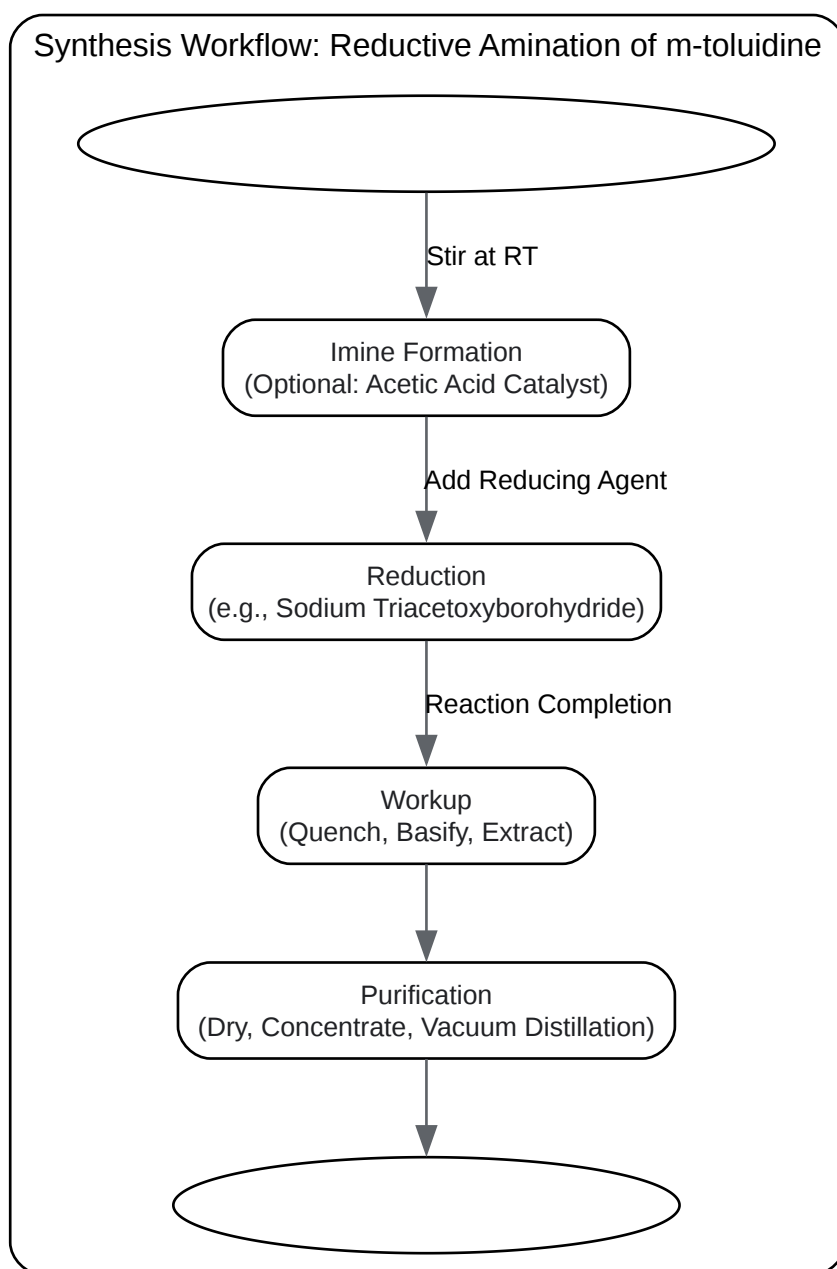 Synthesis Workflow: Reductive Amination of m-toluidine
Stir at RT
Imine Formation
(Optional: Acetic Acid Catalyst)
Add Reducing Agent
Reduction
(e.g., Sodium Triacetoxyborohydride)
Reaction Completion
Workup
(Quench, Basify, Extract)
Purification
(Dry, Concentrate, Vacuum Distillation)